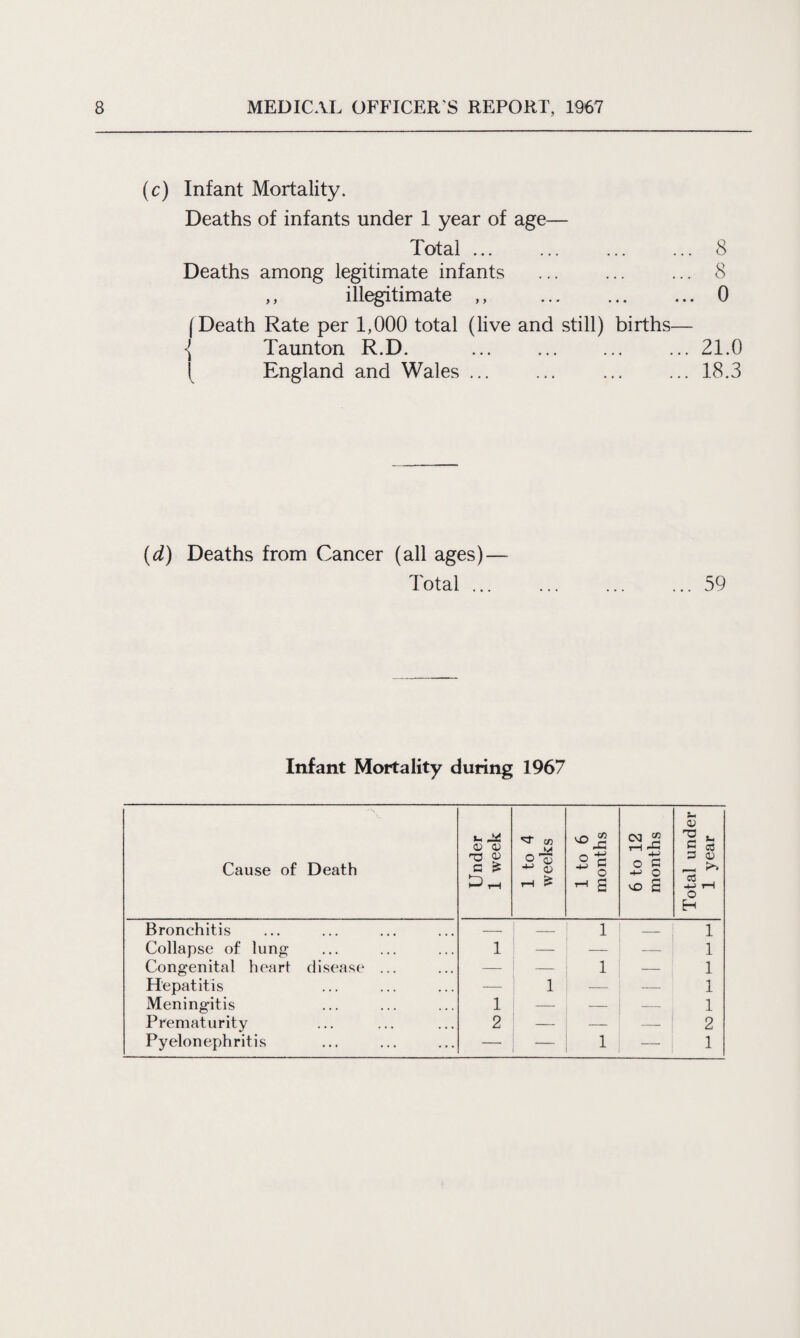 8 MEDICAL OFFICER'S REPORT, 1967
(c) Infant Mortality.
Deaths of infants under 1 year of age—
Total ... ... ... ... 8
Deaths among legitimate infants ... ... ... 8
,, illegitimate ,, ... ... ... 0
{ Death Rate per 1,000 total (live and still) births—
Taunton R.D. ... ... ... ... 21.0
England and Wales ... ... ... ... 18.3
(d) Deaths from Cancer (all ages)—
Total ... ... ... ... 59
Infant Mortality during 1967
Cause of Death | Under 1 week | 1 to 4 weeks | 1 to 6 months | 6 to 12 months | Total under 1 year
Bronchitis ... ... ... ... — — 1 — 1
Collapse of lung ... ... ... 1 — — — 1
Congenital heart disease ... ... — — 1 — 1
Hepatitis ... ... ... — 1 — — 1
Meningitis ... ... ... 1 — — — 1
Prematurity ... ... ... 2 — — — 2
Pyelonephritis ... ... ... — — 1 — 1